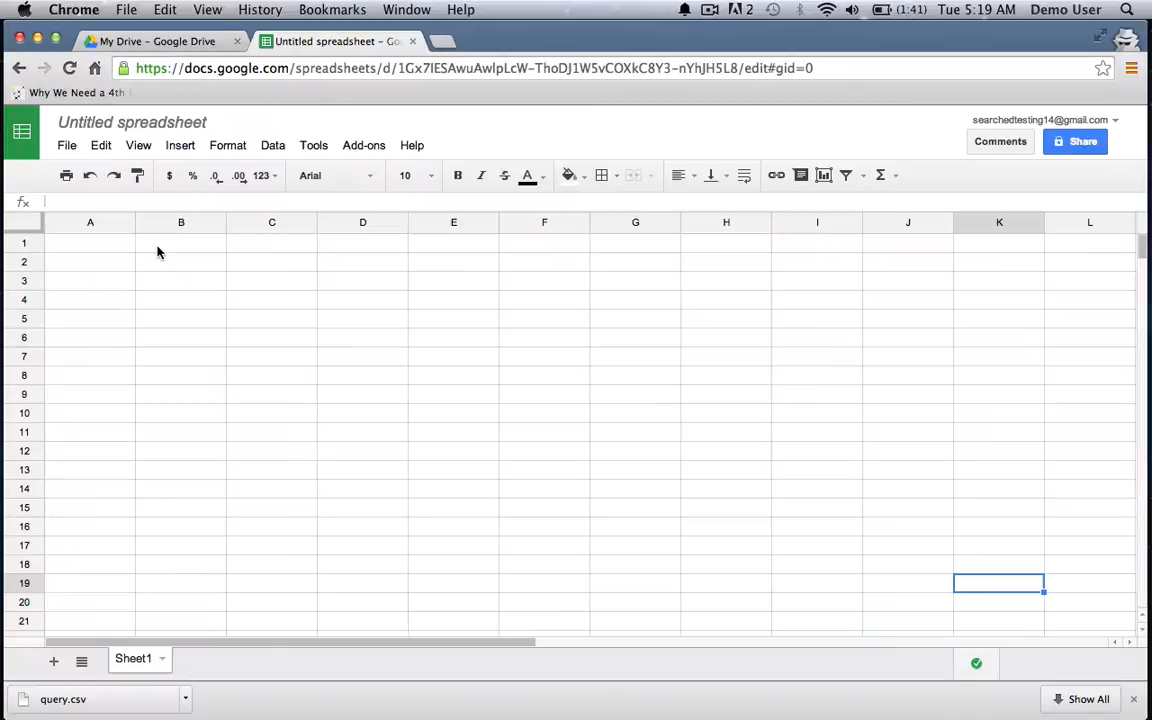 Chrome File Edit View History Bookmarks Window Help 2 (1:41) Tue 5:19 AM Demo User
My Drive – Google Drive × Untitled spreadsheet – Go ×
https://docs.google.com/spreadsheets/d/1Gx7IESAwuAwlpLcW-ThoDJ1W5vCOXkC8Y3-nYhJH5L8/edit#gid=0
Why We Need a 4th
Untitled spreadsheet searchedtesting14@gmail.com
File Edit View Insert Format Data Tools Add-ons Help Comments Share
$ % .0 .00 123 Arial 10 B I S A Σ
fx
A B C D E F G H I J K L
1
2
3
4
5
6
7
8
9
10
11
12
13
14
15
16
17
18
19
20
21
+ Sheet1
query.csv Show All ×